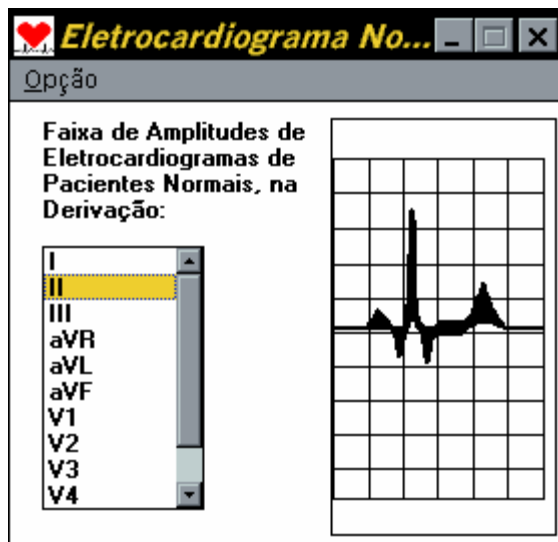 Eletrocardiograma No...
Opção
Faixa de Amplitudes de
Eletrocardiogramas de
Pacientes Normais, na
Derivação:
I
II
III
aVR
aVL
aVF
V1
V2
V3
V4